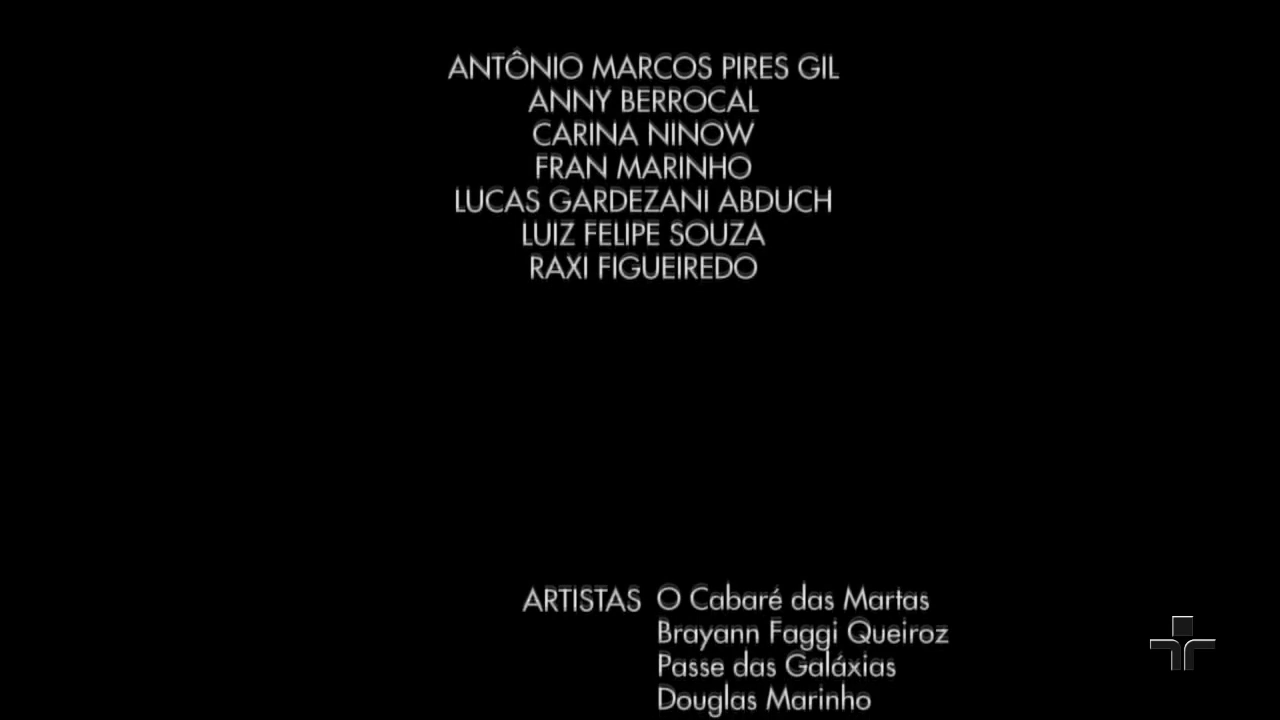 ANTÔNIO MARCOS PIRES GIL
ANNY BERROCAL
CARINA NINOW
FRAN MARINHO
LUCAS GARDEZANI ABDUCH
LUIZ FELIPE SOUZA
RAXI FIGUEIREDO
ARTISTAS O Cabaré das Martas
Brayann Faggi Queiroz
Passe das Galáxias
Douglas Marinho